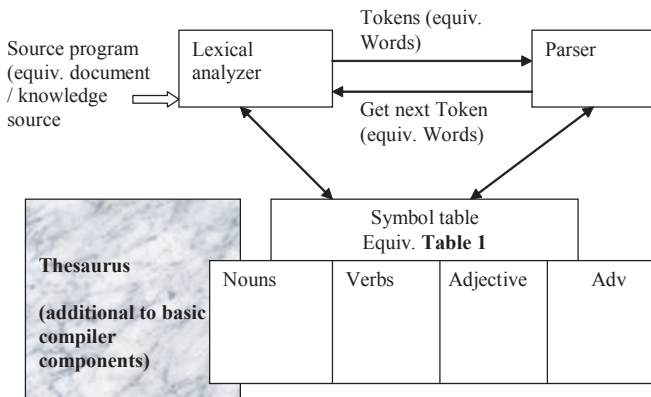 Tokens (equiv.
Words)
Source program
(equiv. document
/ knowledge
source
Lexical
analyzer
Parser
Get next Token
(equiv. Words)
Symbol table
Equiv. Table 1
Thesaurus
(additional to basic
compiler
components)
Nouns
Verbs
Adjective
Adv